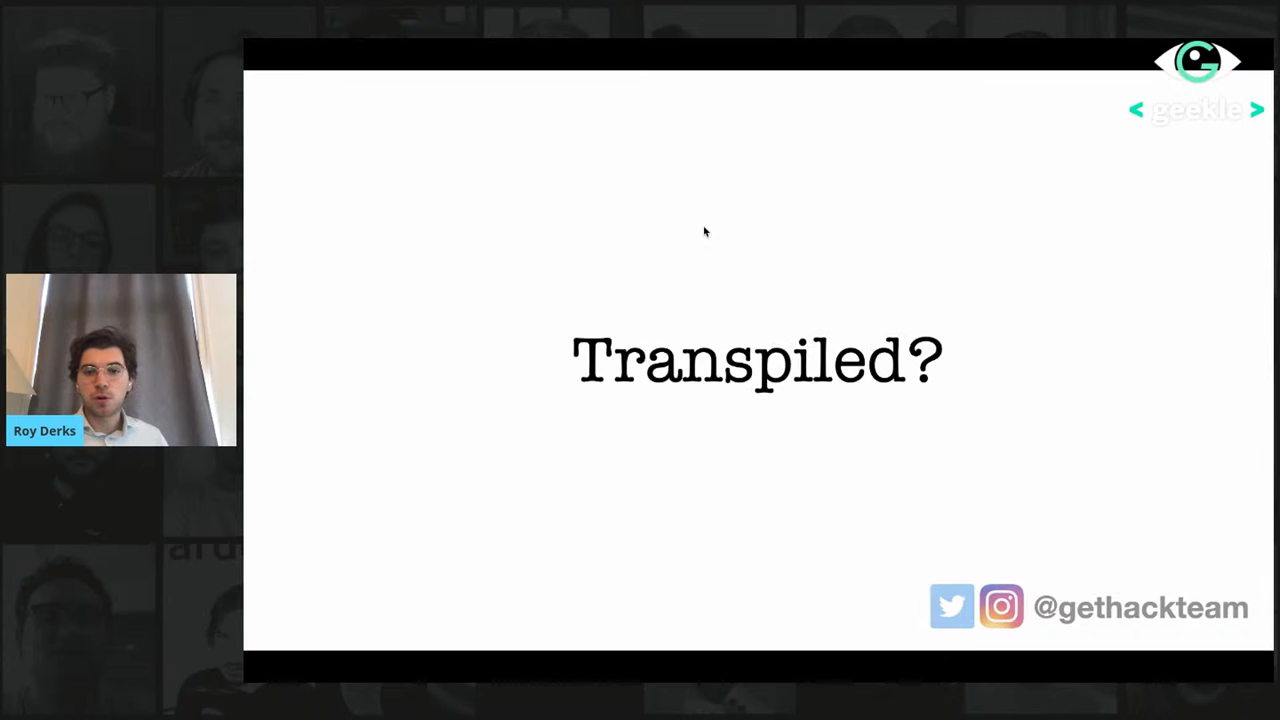 < geekle >
Transpiled?
Roy Derks
@gethackteam